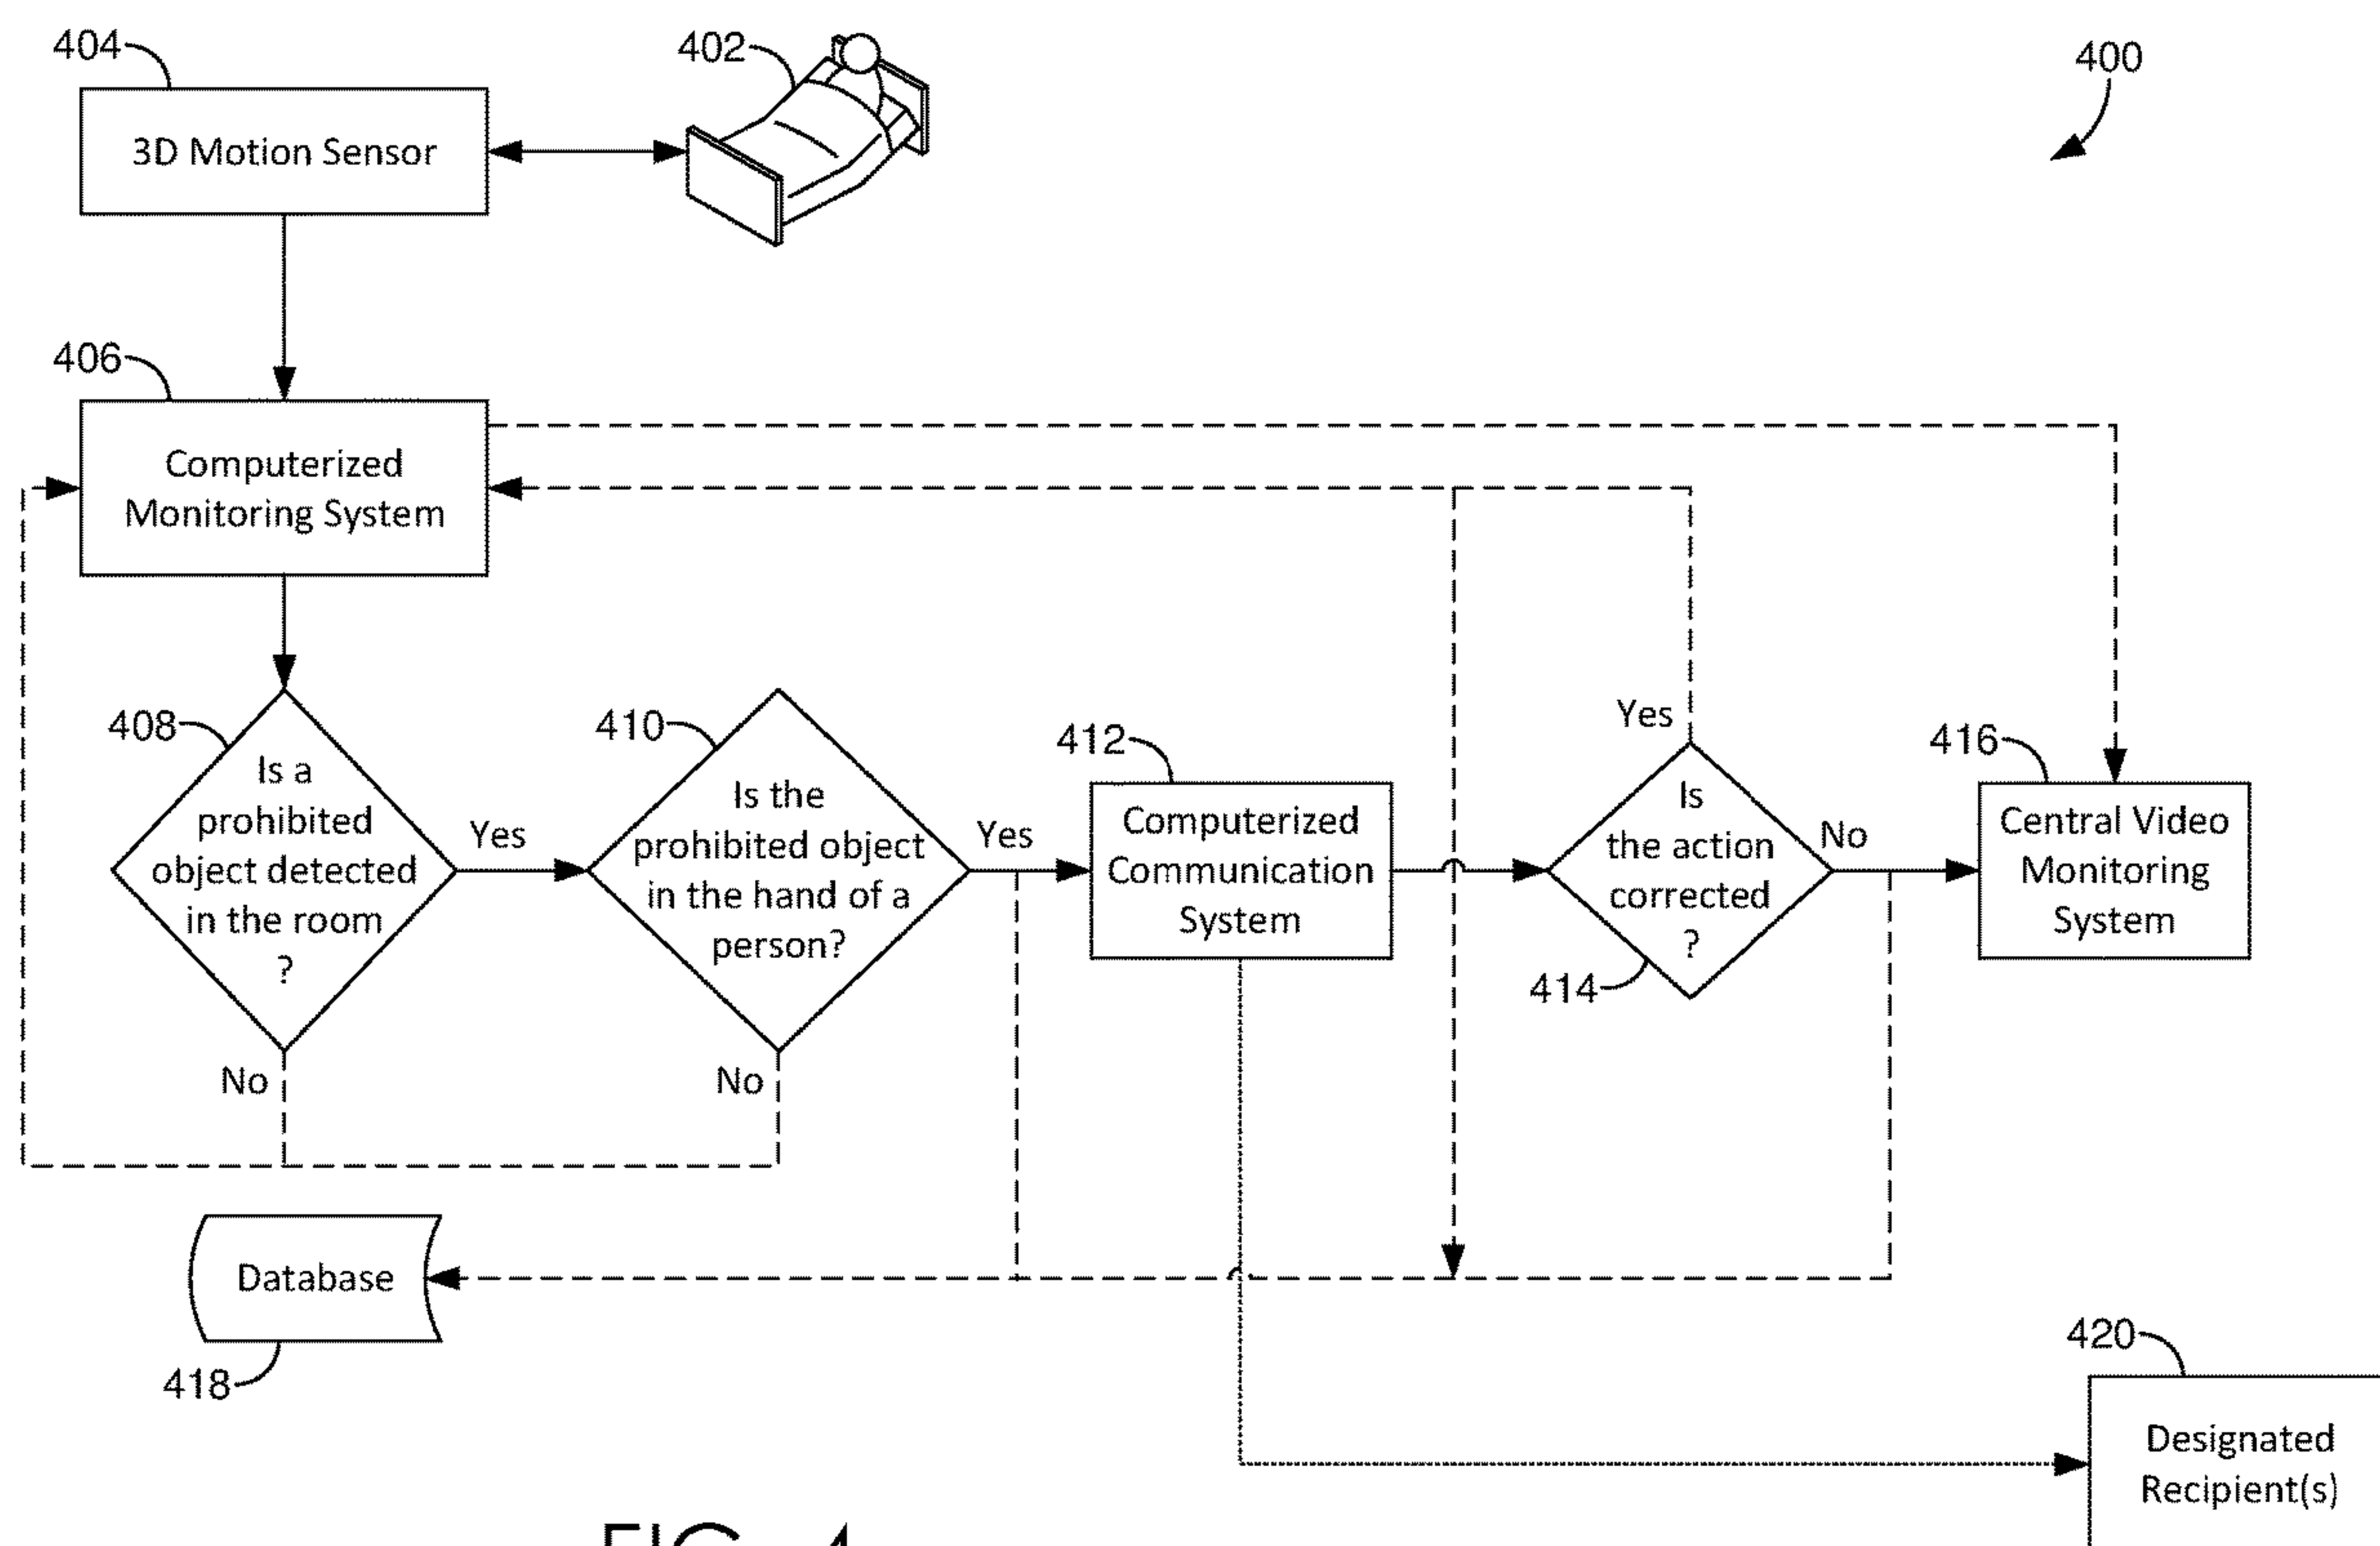 404
402
400
3D Motion Sensor
406
Computerized
Monitoring System
408
Is a
prohibited
object detected
in the room
?
Yes
No
410
Is the
prohibited object
in the hand of a
person?
Yes
No
412
Computerized
Communication
System
Yes
Is
the action
corrected
?
No
414
416
Central Video
Monitoring
System
Database
418
420
Designated
Recipient(s)
FIG. 4